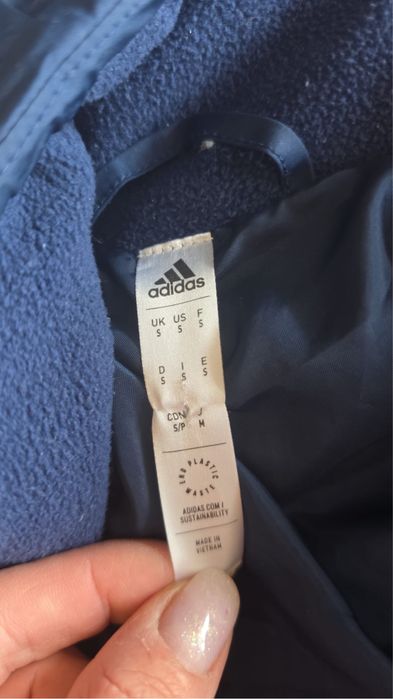 adidas
UK US F
S S S
D I E
S S S
CDN J
S/P M
END PLASTIC WASTE
ADIDAS.COM/
SUSTAINABILITY
MADE IN
VIETNAM